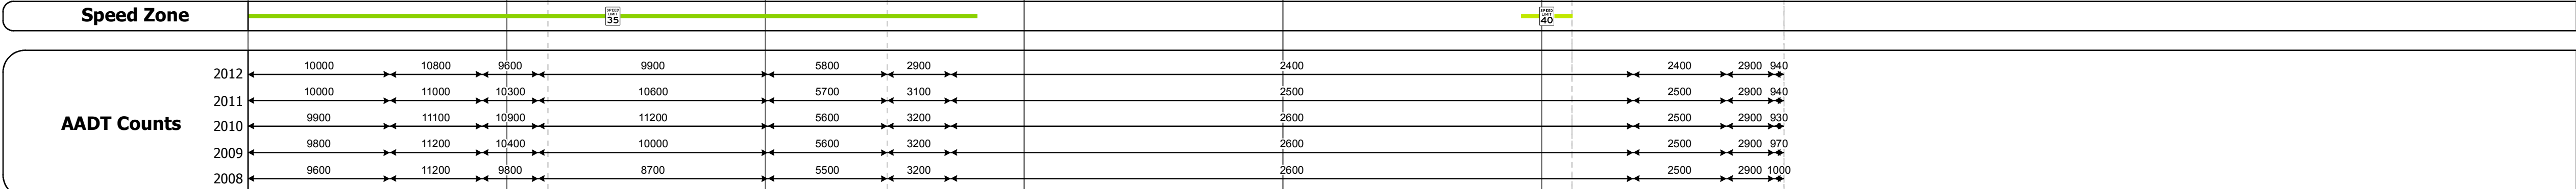 Speed Zone
SPEED LIMIT 35
SPEED LIMIT 40
AADT Counts
2012 10000 10800 9600 9900 5800 2900 2400 2400 2900 940
2011 10000 11000 10300 10600 5700 3100 2500 2500 2900 940
2010 9900 11100 10900 11200 5600 3200 2600 2500 2900 930
2009 9800 11200 10400 10000 5600 3200 2600 2500 2900 970
2008 9600 11200 9800 8700 5500 3200 2600 2500 2900 1000